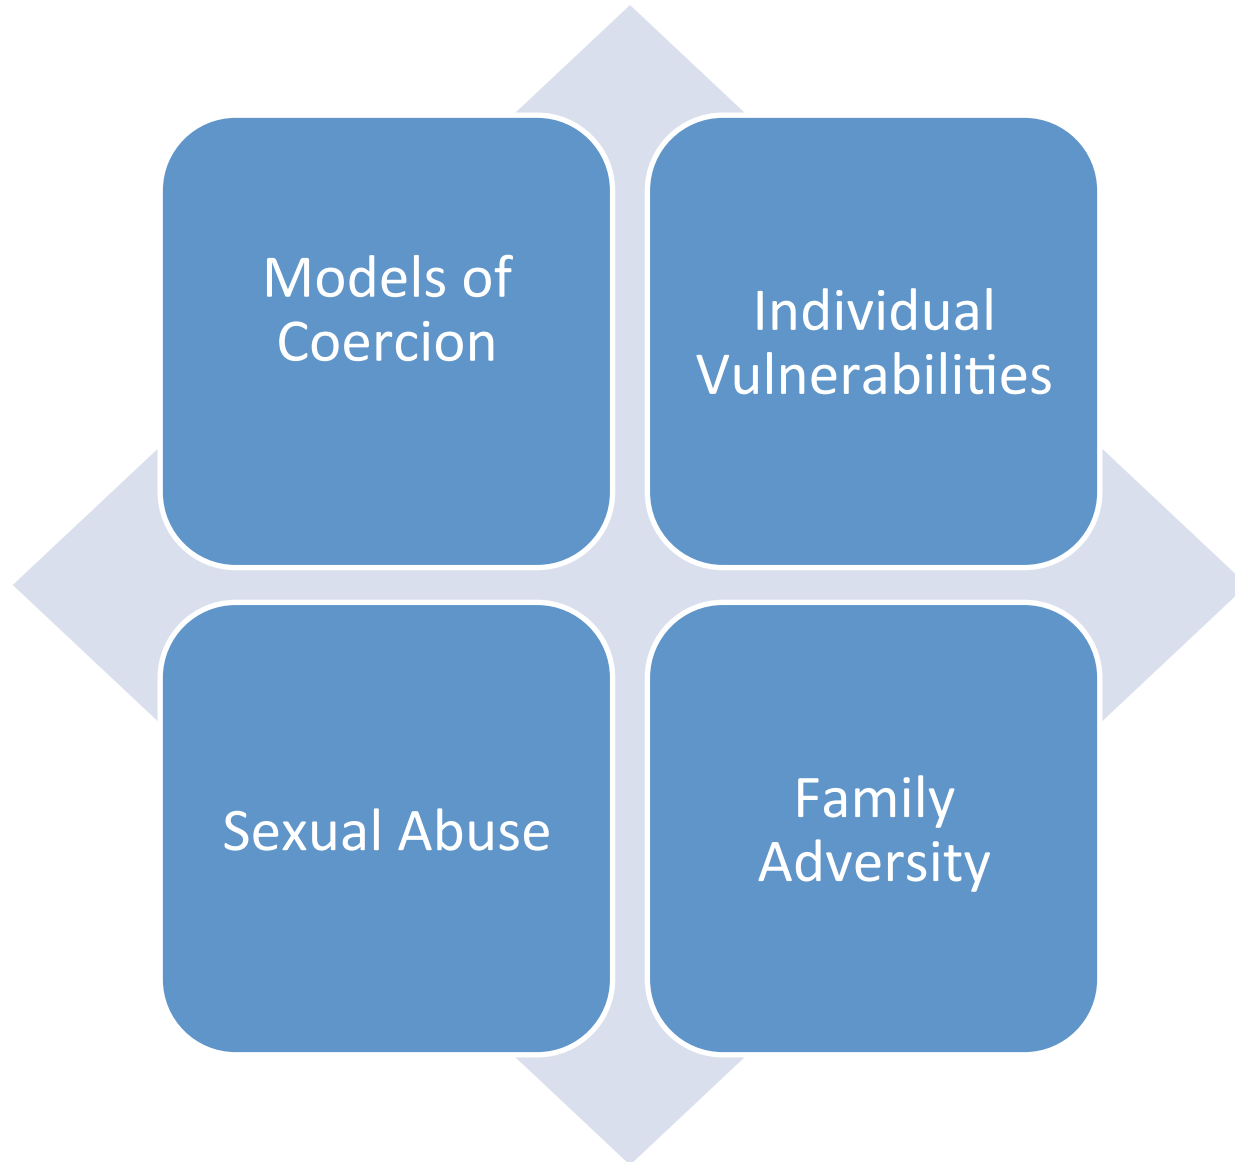 Models of
Coercion
Individual
Vulnerabilities
Sexual Abuse
Family
Adversity